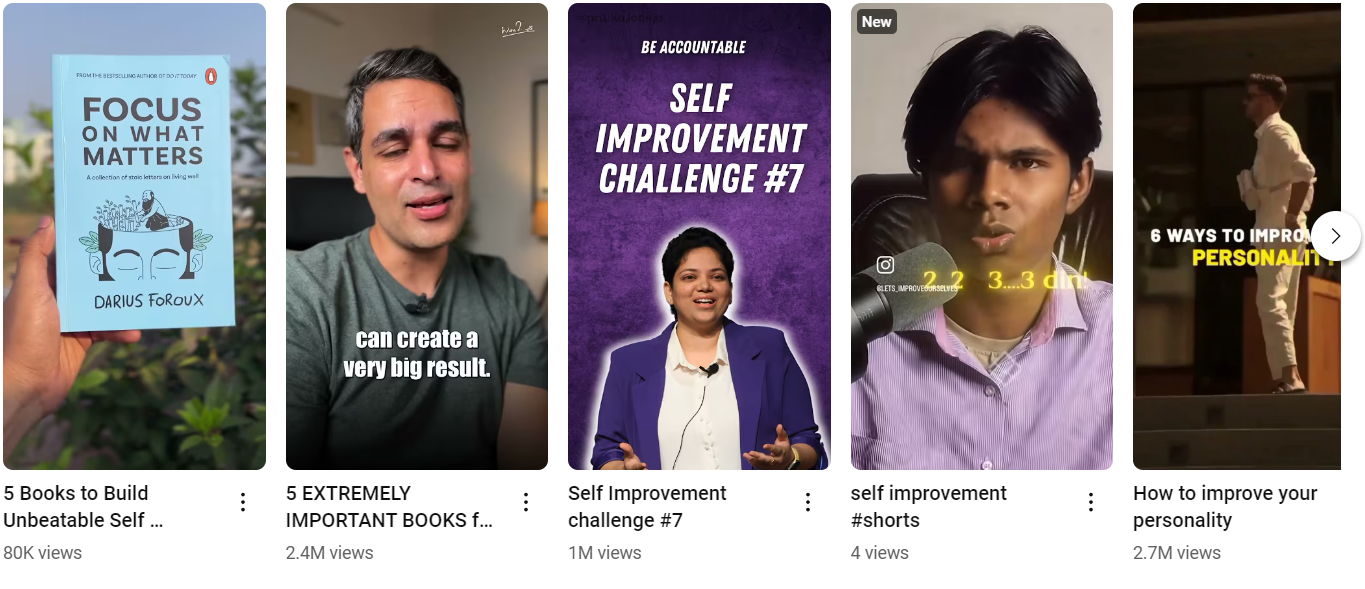 FROM THE BESTSELLING AUTHOR OF DO IT TODAY
FOCUS
ON WHAT
MATTERS
A collection of stoic letters on living well
DARIUS FOROUX
can create a
very big result.
BE ACCOUNTABLE
SELF
IMPROVEMENT
CHALLENGE #7
New
2 2 3....3 din!
@LETS_IMPROVEOURSELVES
6 WAYS TO IMPRO
PERSONALIT
5 Books to Build
Unbeatable Self ...
80K views
5 EXTREMELY
IMPORTANT BOOKS f...
2.4M views
Self Improvement
challenge #7
1M views
self improvement
#shorts
4 views
How to improve your
personality
2.7M views